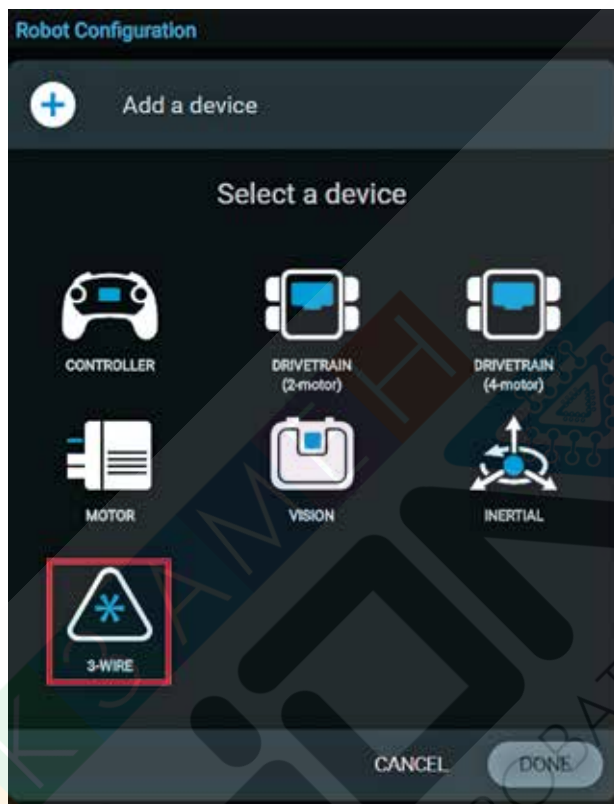 Robot Configuration
Add a device
Select a device
CONTROLLER
DRIVETRAIN
(2-motor)
DRIVETRAIN
(4-motor)
MOTOR
VISION
INERTIAL
3-WIRE
CANCEL
DONE